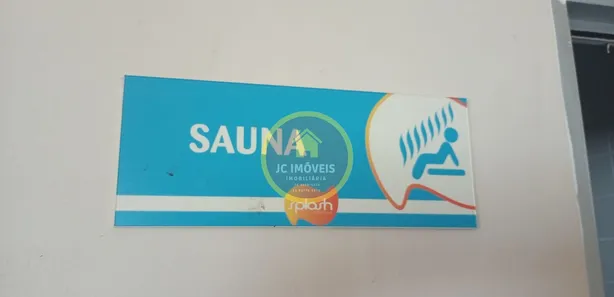 SAUNA
JC IMÓVEIS
IMOBILIÁRIA
splash